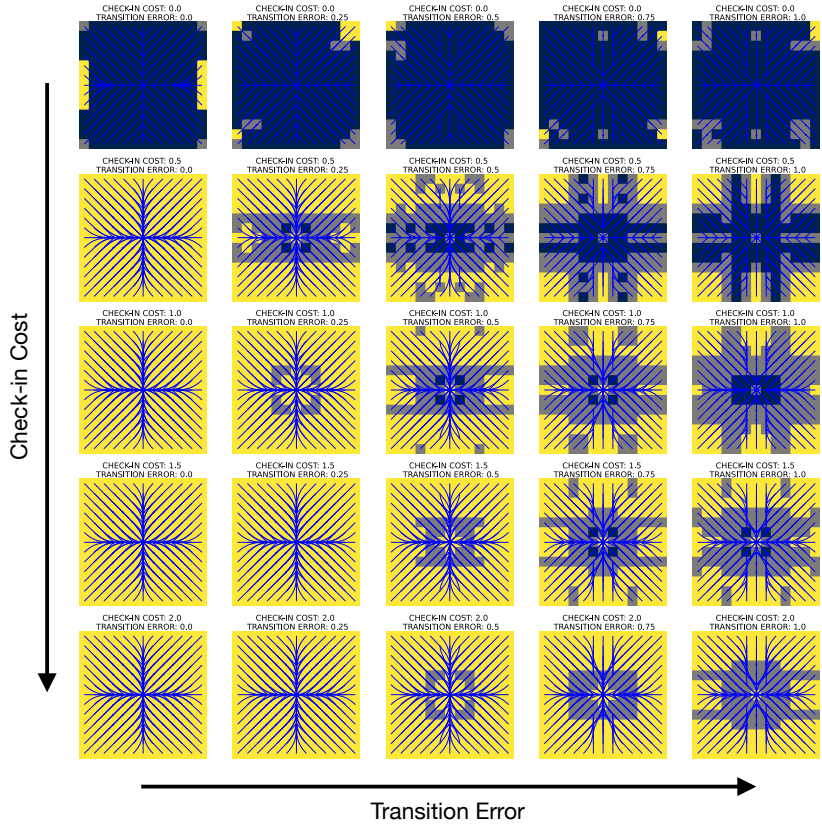 CHECK-IN COST: 0.0
TRANSITION ERROR: 0.0
CHECK-IN COST: 0.0
TRANSITION ERROR: 0.25
CHECK-IN COST: 0.0
TRANSITION ERROR: 0.5
CHECK-IN COST: 0.0
TRANSITION ERROR: 0.75
CHECK-IN COST: 0.0
TRANSITION ERROR: 1.0
CHECK-IN COST: 0.5
TRANSITION ERROR: 0.0
CHECK-IN COST: 0.5
TRANSITION ERROR: 0.25
CHECK-IN COST: 0.5
TRANSITION ERROR: 0.5
CHECK-IN COST: 0.5
TRANSITION ERROR: 0.75
CHECK-IN COST: 0.5
TRANSITION ERROR: 1.0
CHECK-IN COST: 1.0
TRANSITION ERROR: 0.0
CHECK-IN COST: 1.0
TRANSITION ERROR: 0.25
CHECK-IN COST: 1.0
TRANSITION ERROR: 0.5
CHECK-IN COST: 1.0
TRANSITION ERROR: 0.75
CHECK-IN COST: 1.0
TRANSITION ERROR: 1.0
CHECK-IN COST: 1.5
TRANSITION ERROR: 0.0
CHECK-IN COST: 1.5
TRANSITION ERROR: 0.25
CHECK-IN COST: 1.5
TRANSITION ERROR: 0.5
CHECK-IN COST: 1.5
TRANSITION ERROR: 0.75
CHECK-IN COST: 1.5
TRANSITION ERROR: 1.0
CHECK-IN COST: 2.0
TRANSITION ERROR: 0.0
CHECK-IN COST: 2.0
TRANSITION ERROR: 0.25
CHECK-IN COST: 2.0
TRANSITION ERROR: 0.5
CHECK-IN COST: 2.0
TRANSITION ERROR: 0.75
CHECK-IN COST: 2.0
TRANSITION ERROR: 1.0
Check-in Cost
Transition Error